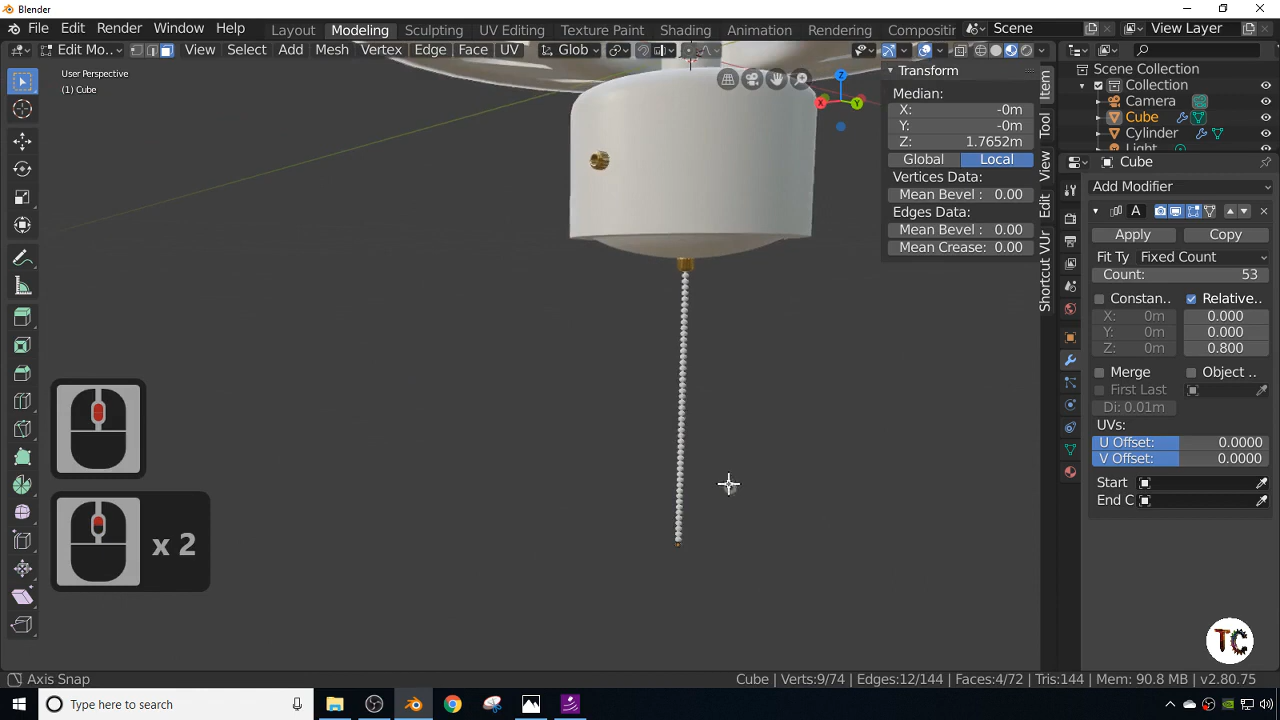 Blender
File Edit Render Window Help Layout Modeling Sculpting UV Editing Texture Paint Shading Animation Rendering Compositir Scene View Layer
Edit Mo... View Select Add Mesh Vertex Edge Face UV Glob
User Perspective
(1) Cube
Transform
Median:
X: -0m
Y: -0m
Z: 1.7652m
Global Local
Vertices Data:
Mean Bevel : 0.00
Edges Data:
Mean Bevel : 0.00
Mean Crease: 0.00
Item
Tool
View
Edit
Shortcut VUr
Z
X
Y
Scene Collection
Collection
Camera
Cube
Cylinder
Light
Cube
Add Modifier
A
Apply Copy
Fit Ty Fixed Count
Count: 53
Constan.. Relative..
X: 0m 0.000
Y: 0m 0.000
Z: 0m 0.800
Merge Object ..
First Last
Di: 0.01m
UVs:
U Offset: 0.0000
V Offset: 0.0000
Start
End C
x 2
TC
Axis Snap
Cube | Verts:9/74 | Edges:12/144 | Faces:4/72 | Tris:144 | Mem: 90.8 MB | v2.80.75
Type here to search